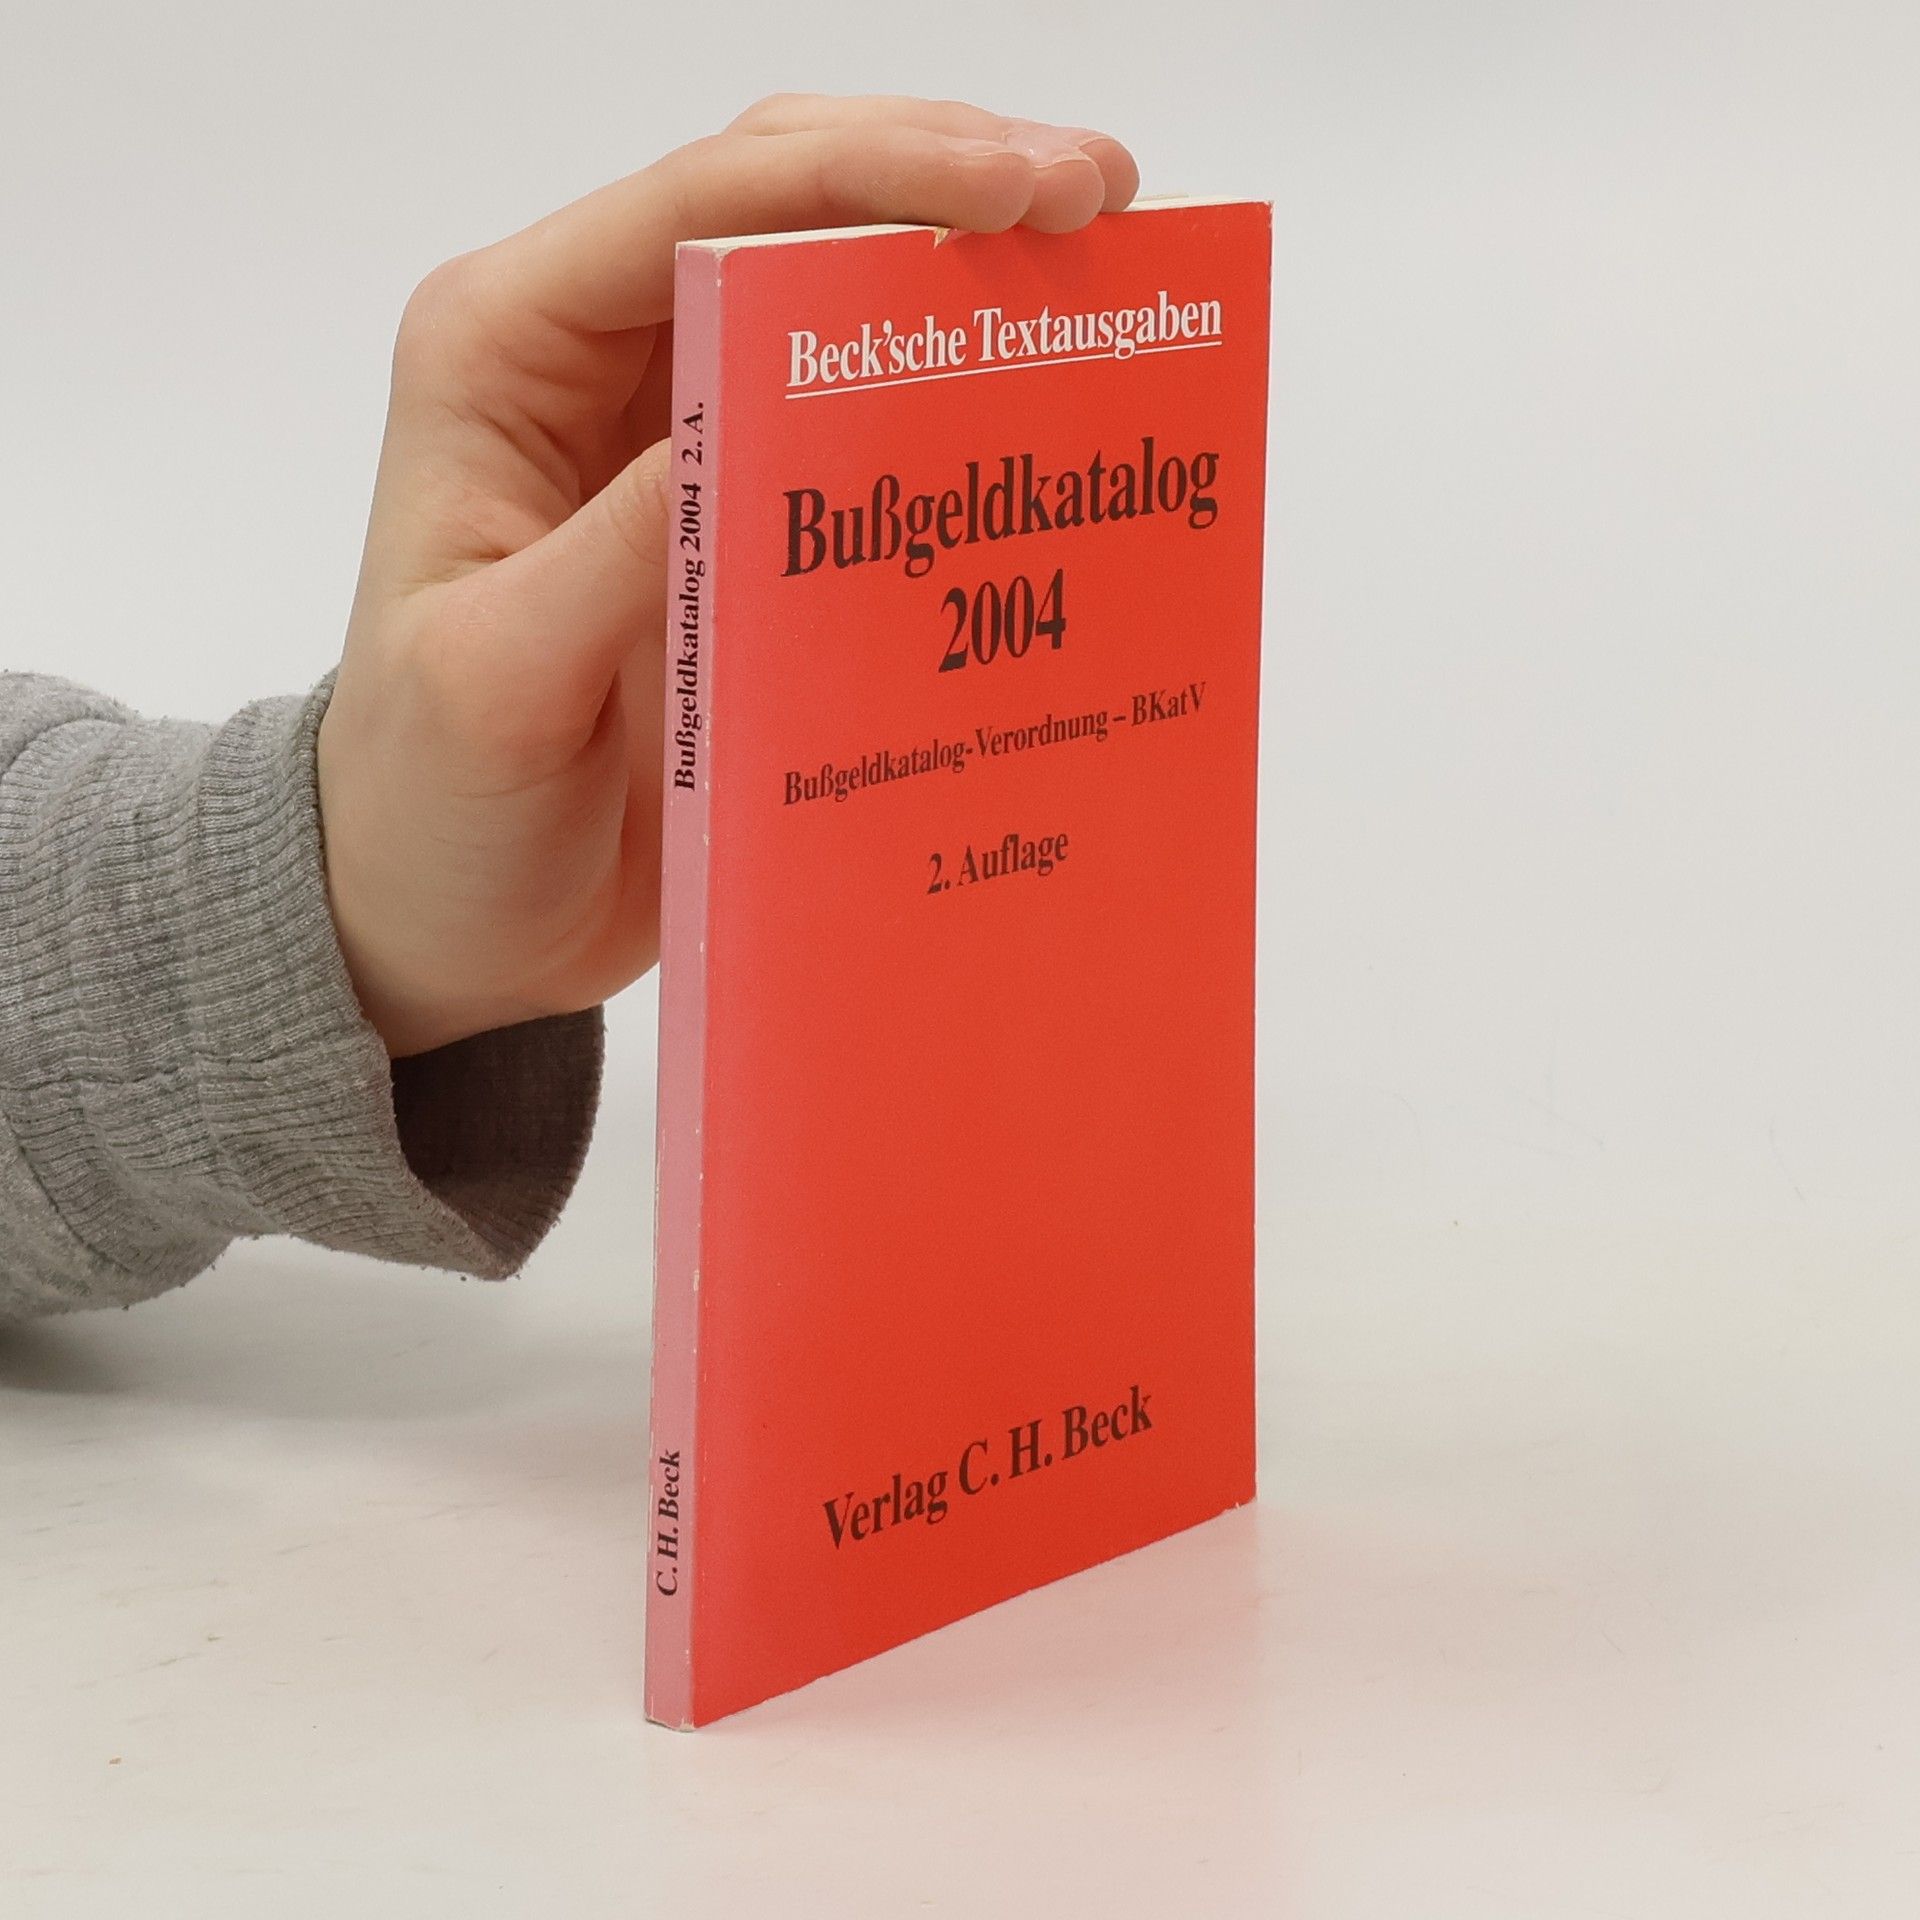 Beck'sche Textausgaben
Bußgeldkatalog
2004
Bußgeldkatalog-Verordnung – BKatV
2. Auflage
Verlag C. H. Beck
Bußgeldkatalog 2004 2. A.
C. H. Beck